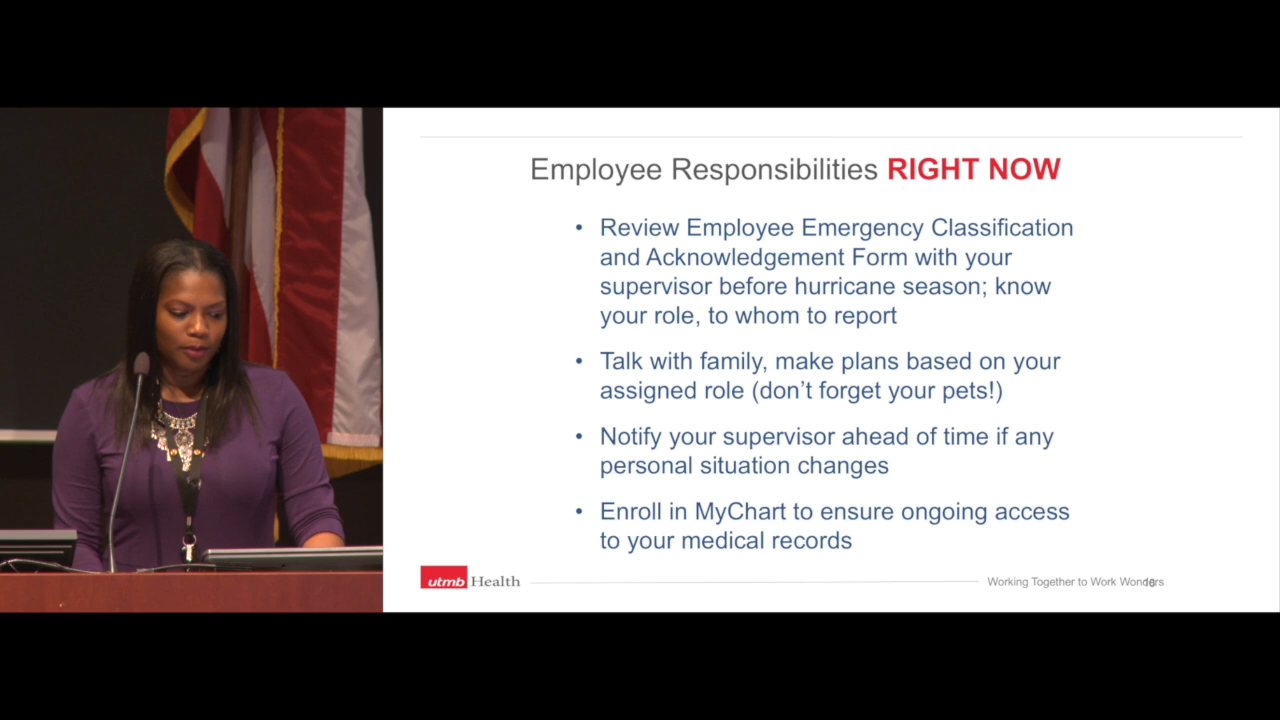 Employee Responsibilities RIGHT NOW
• Review Employee Emergency Classification
and Acknowledgement Form with your
supervisor before hurricane season; know
your role, to whom to report
• Talk with family, make plans based on your
assigned role (don’t forget your pets!)
• Notify your supervisor ahead of time if any
personal situation changes
• Enroll in MyChart to ensure ongoing access
to your medical records
utmb Health
Working Together to Work Wonders